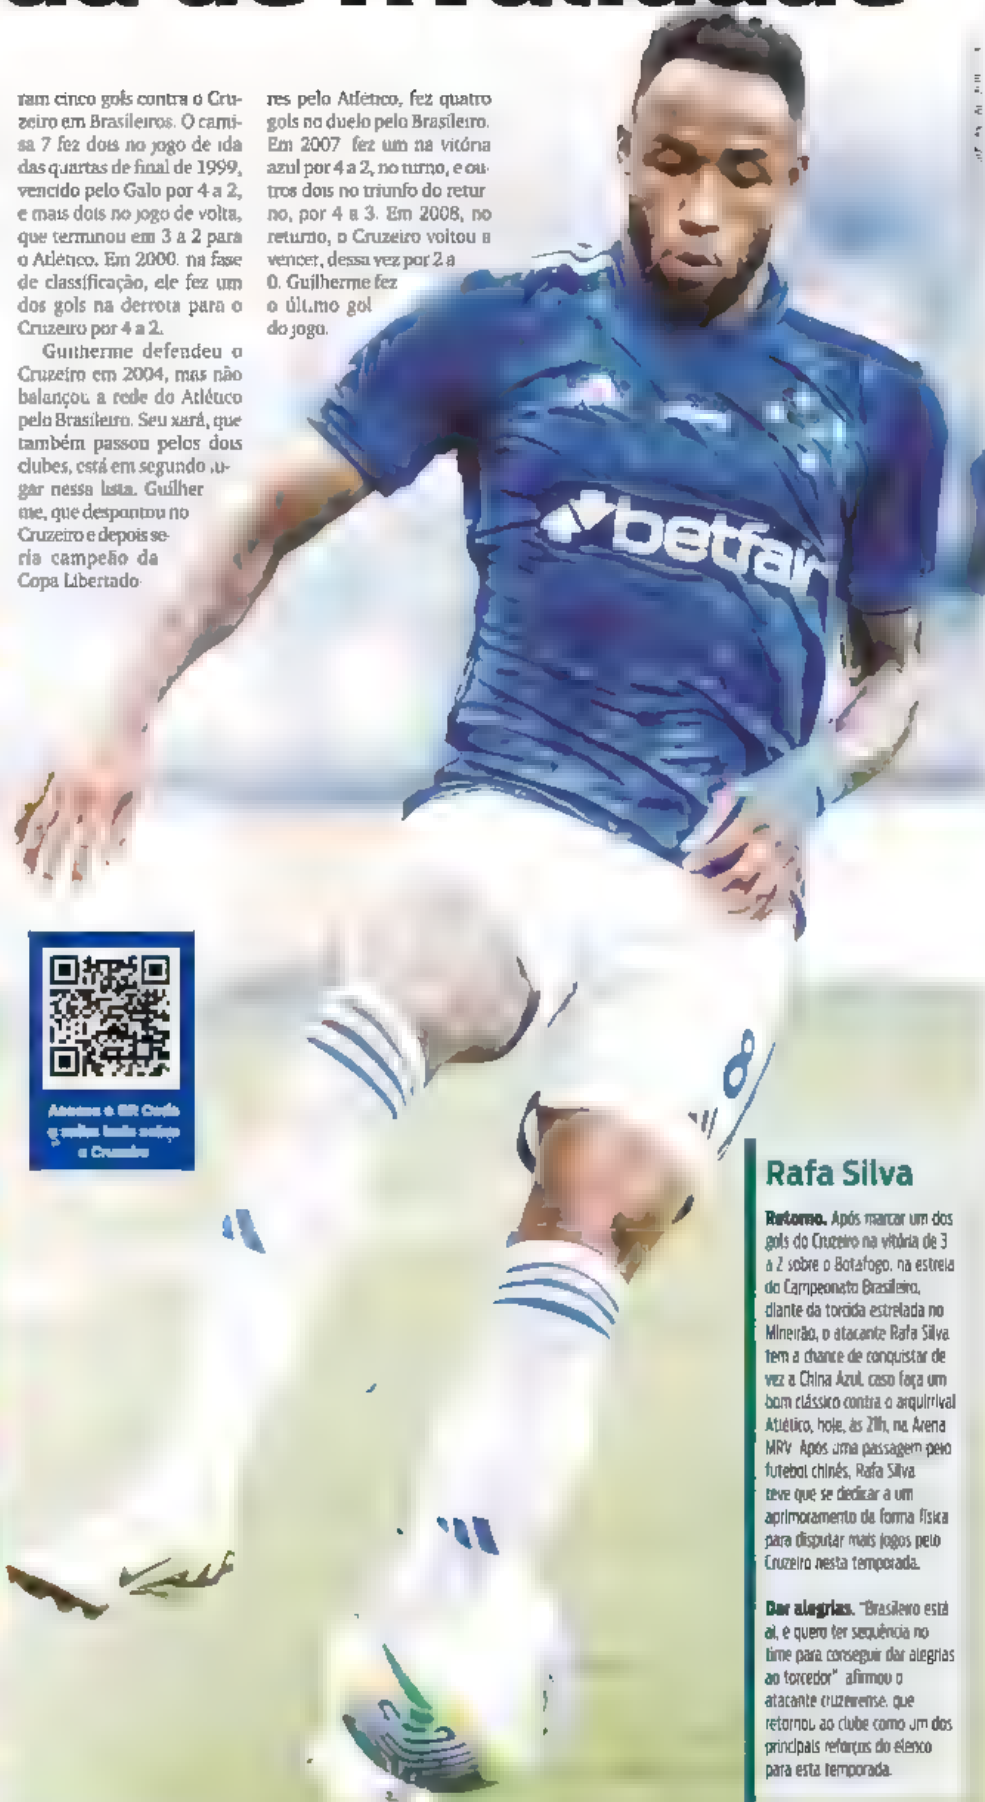 ram cinco gols contra o Cru-
zeiro em Brasileiros. O cami-
sa 7 fez dois no jogo de ida
das quartas de final de 1999,
vencido pelo Galo por 4 a 2,
e mais dois no jogo de volta,
que terminou em 3 a 2 para
o Atlético. Em 2000, na fase
de classificação, ele fez um
dos gols na derrota para o
Cruzeiro por 4 a 2.
Guilherme defendeu o
Cruzeiro em 2004, mas não
balançou a rede do Atlético
pelo Brasileiro. Seu xará, que
também passou pelos dois
clubes, está em segundo lu-
gar nessa lista. Guilher
me, que despontou no
Cruzeiro e depois se-
ria campeão da
Copa Libertado-
res pelo Atlético, fez quatro
gols no duelo pelo Brasileiro.
Em 2007 fez um na vitória
azul por 4 a 2, no turno, e ou-
tros dois no triunfo do retur
no, por 4 a 3. Em 2008, no
returno, o Cruzeiro voltou a
vencer, dessa vez por 2 a
0. Guilherme fez
o último gol
do jogo.
betfair
8
Acesse o QR Code
e saiba tudo sobre
o Cruzeiro
Rafa Silva
Retorno. Após marcar um dos
gols do Cruzeiro na vitória de 3
a 2 sobre o Botafogo, na estreia
do Campeonato Brasileiro,
diante da torcida estrelada no
Mineirão, o atacante Rafa Silva
tem a chance de conquistar de
vez a China Azul, caso faça um
bom clássico contra o arquirrival
Atlético, hoje, às 21h, na Arena
MRV. Após uma passagem pelo
futebol chinês, Rafa Silva
teve que se dedicar a um
aprimoramento da forma física
para disputar mais jogos pelo
Cruzeiro nesta temporada.
Dar alegrias. "Brasileiro está
aí, e quero ter sequência no
time para conseguir dar alegrias
ao torcedor" afirmou o
atacante cruzeirense, que
retornou ao clube como um dos
principais reforços do elenco
para esta temporada.